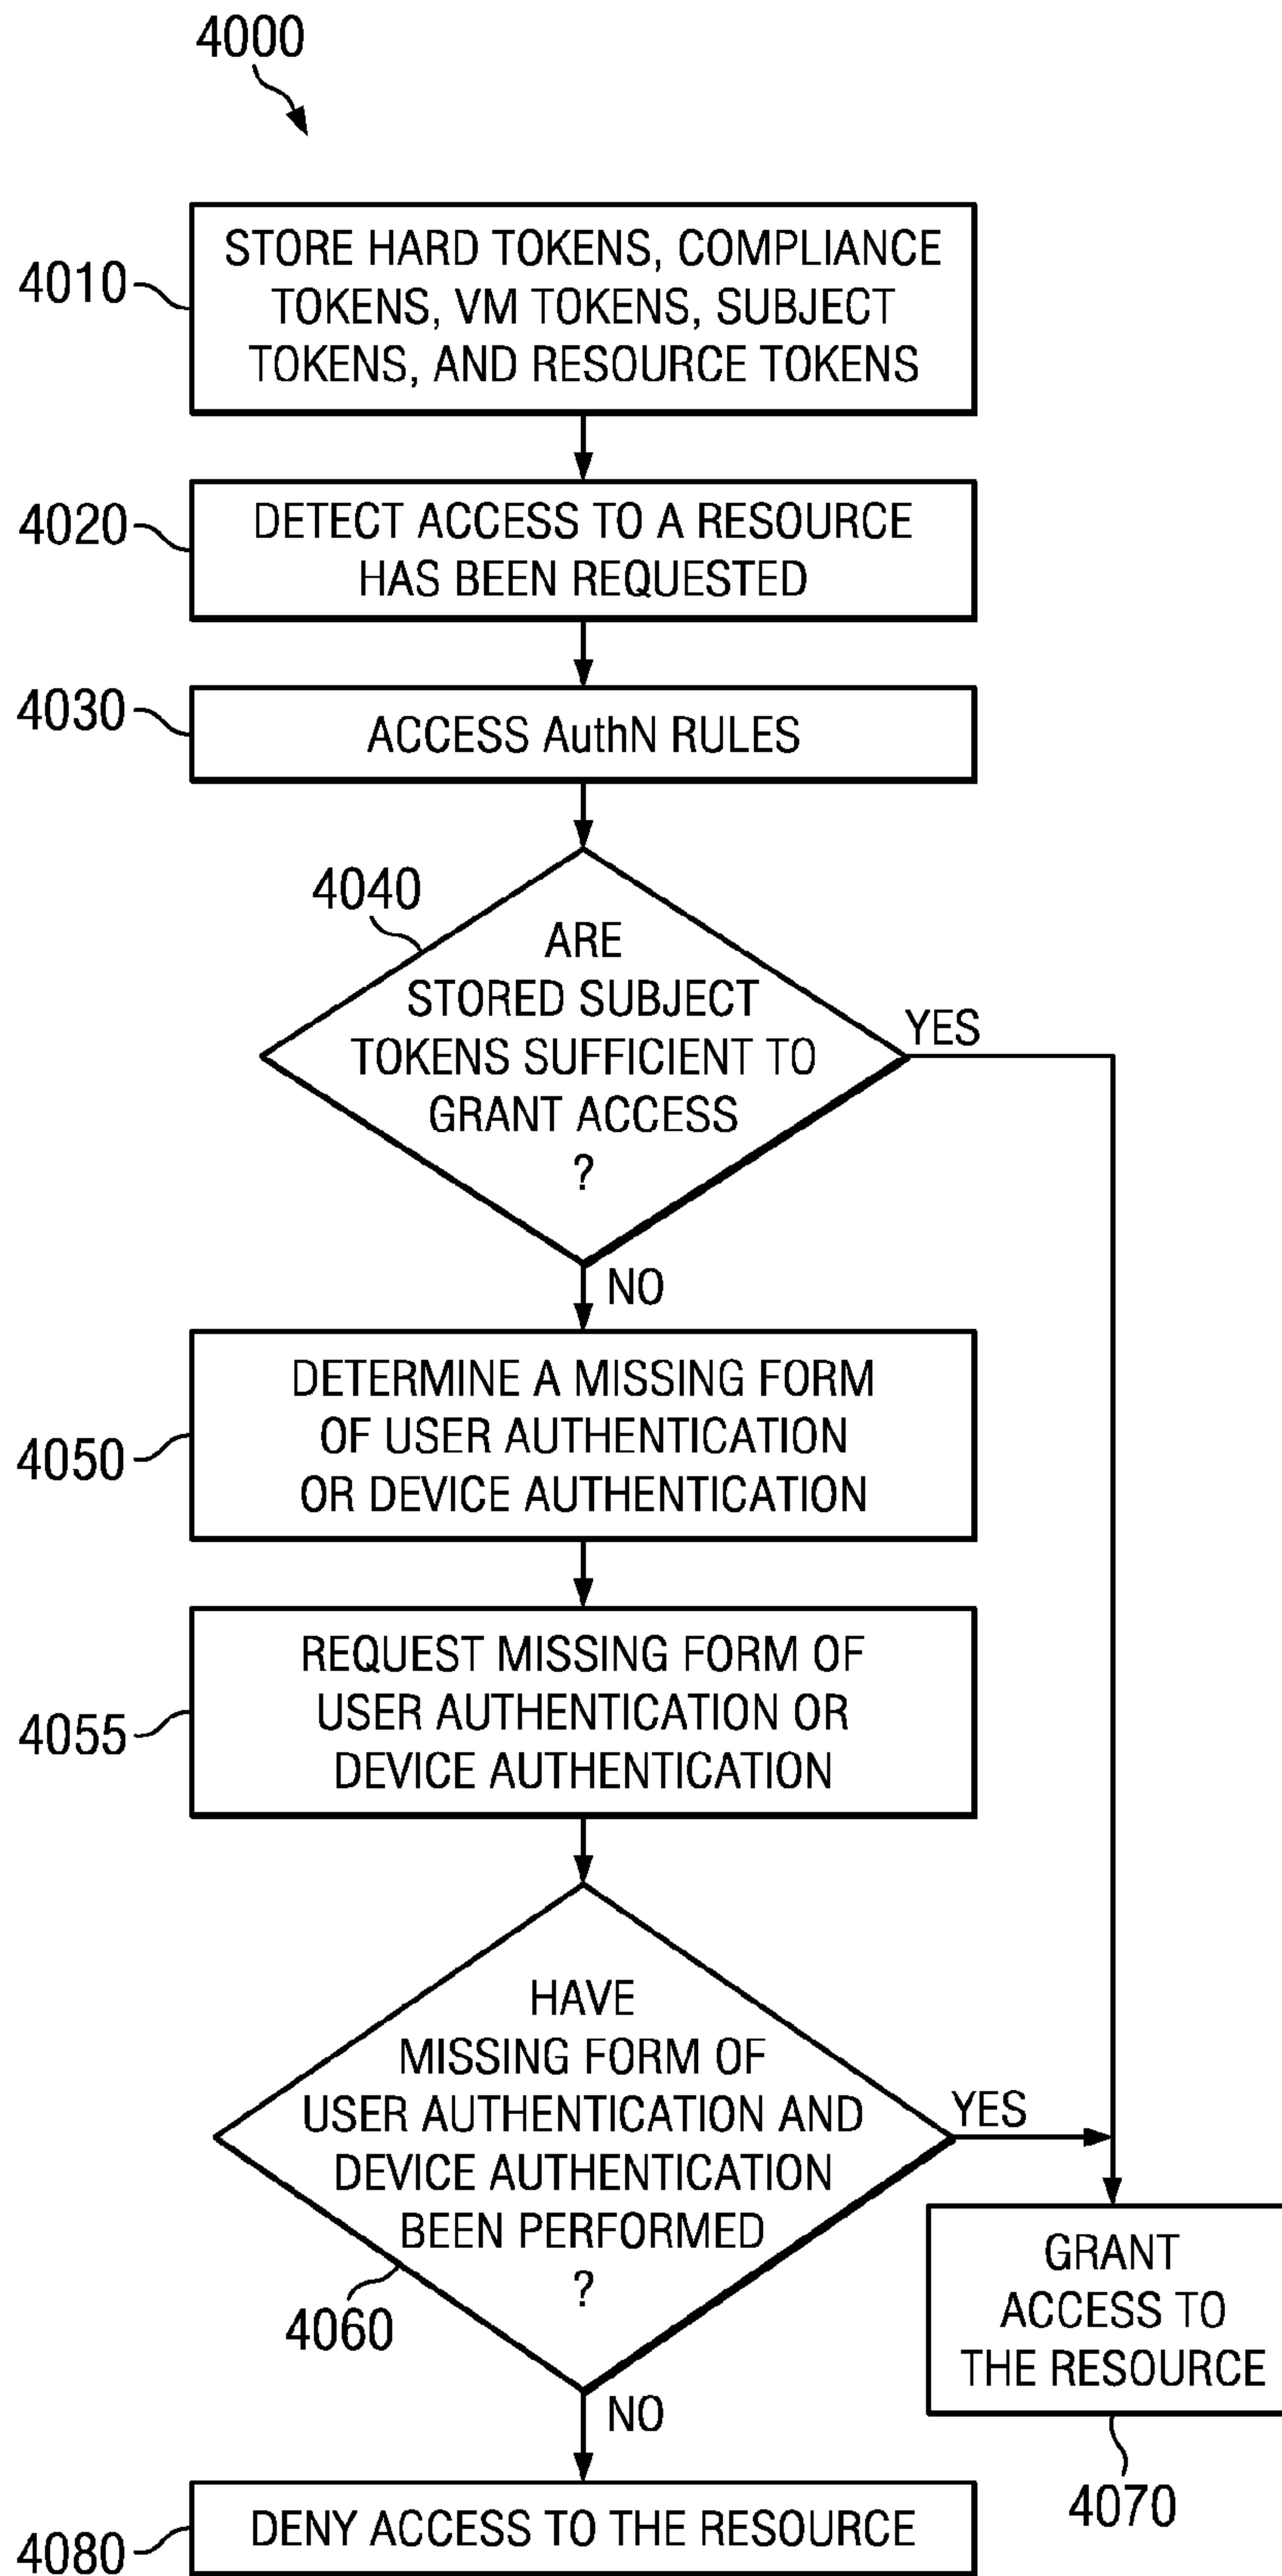 4000
4010
STORE HARD TOKENS, COMPLIANCE
TOKENS, VM TOKENS, SUBJECT
TOKENS, AND RESOURCE TOKENS
4020
DETECT ACCESS TO A RESOURCE
HAS BEEN REQUESTED
4030
ACCESS AuthN RULES
4040
ARE
STORED SUBJECT
TOKENS SUFFICIENT TO
GRANT ACCESS
?
YES
NO
4050
DETERMINE A MISSING FORM
OF USER AUTHENTICATION
OR DEVICE AUTHENTICATION
4055
REQUEST MISSING FORM OF
USER AUTHENTICATION OR
DEVICE AUTHENTICATION
HAVE
MISSING FORM OF
USER AUTHENTICATION AND
DEVICE AUTHENTICATION
BEEN PERFORMED
?
4060
YES
NO
GRANT
ACCESS TO
THE RESOURCE
4070
4080
DENY ACCESS TO THE RESOURCE